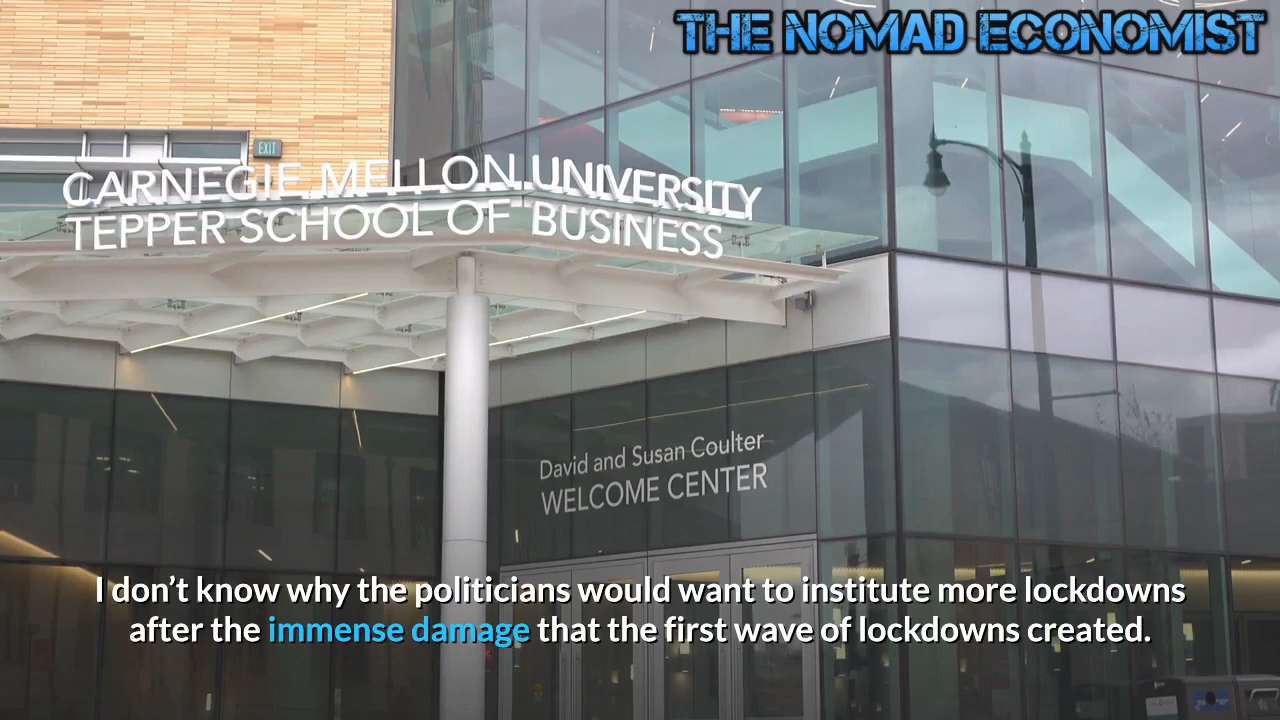 THE NOMAD ECONOMIST
EXIT
CARNEGIE MELLON UNIVERSITY
TEPPER SCHOOL OF BUSINESS
David and Susan Coulter
WELCOME CENTER
I don't know why the politicians would want to institute more lockdowns
after the immense damage that the first wave of lockdowns created.